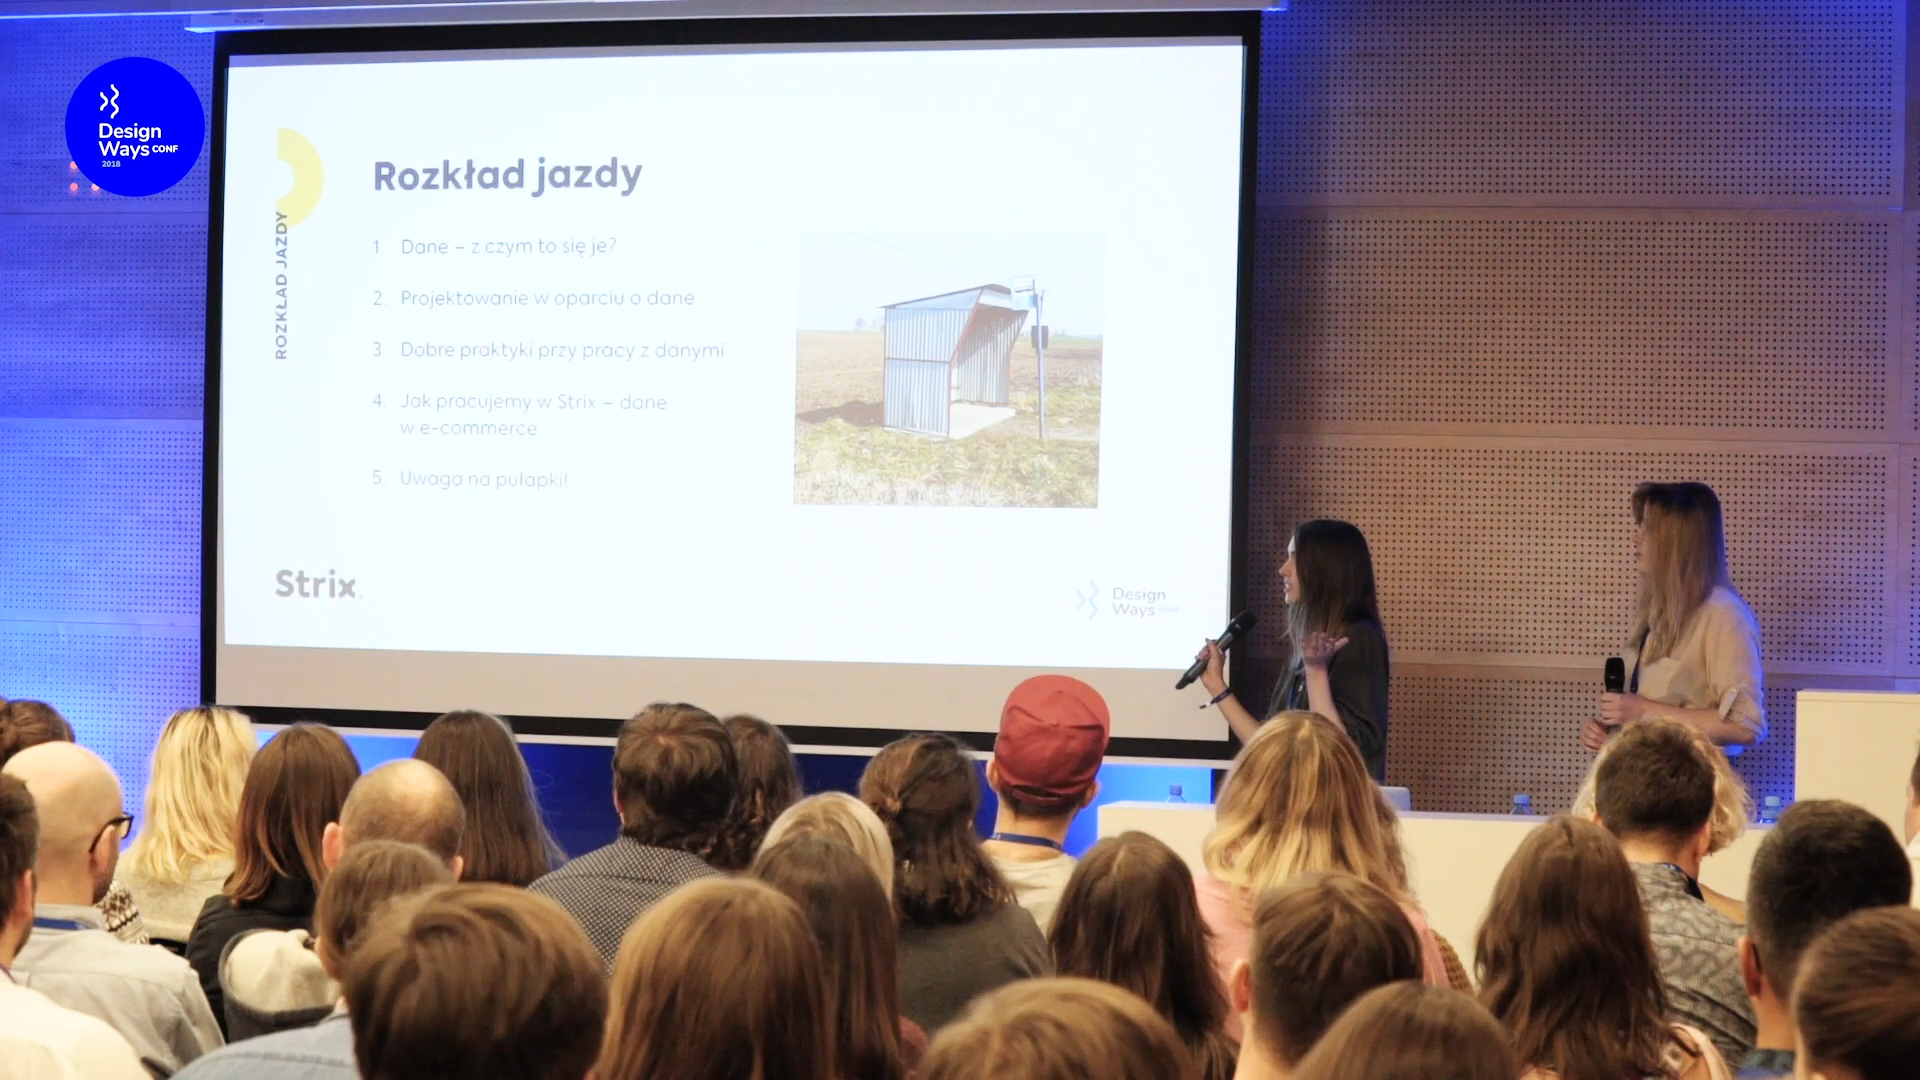 Design
Ways CONF
2018
ROZKŁAD JAZDY
Rozkład jazdy
1. Dane – z czym to się je?
2. Projektowanie w oparciu o dane
3. Dobre praktyki przy pracy z danymi
4. Jak pracujemy w Strix – dane
w e-commerce
5. Uwaga na pułapki!
Strix.
Design
Ways